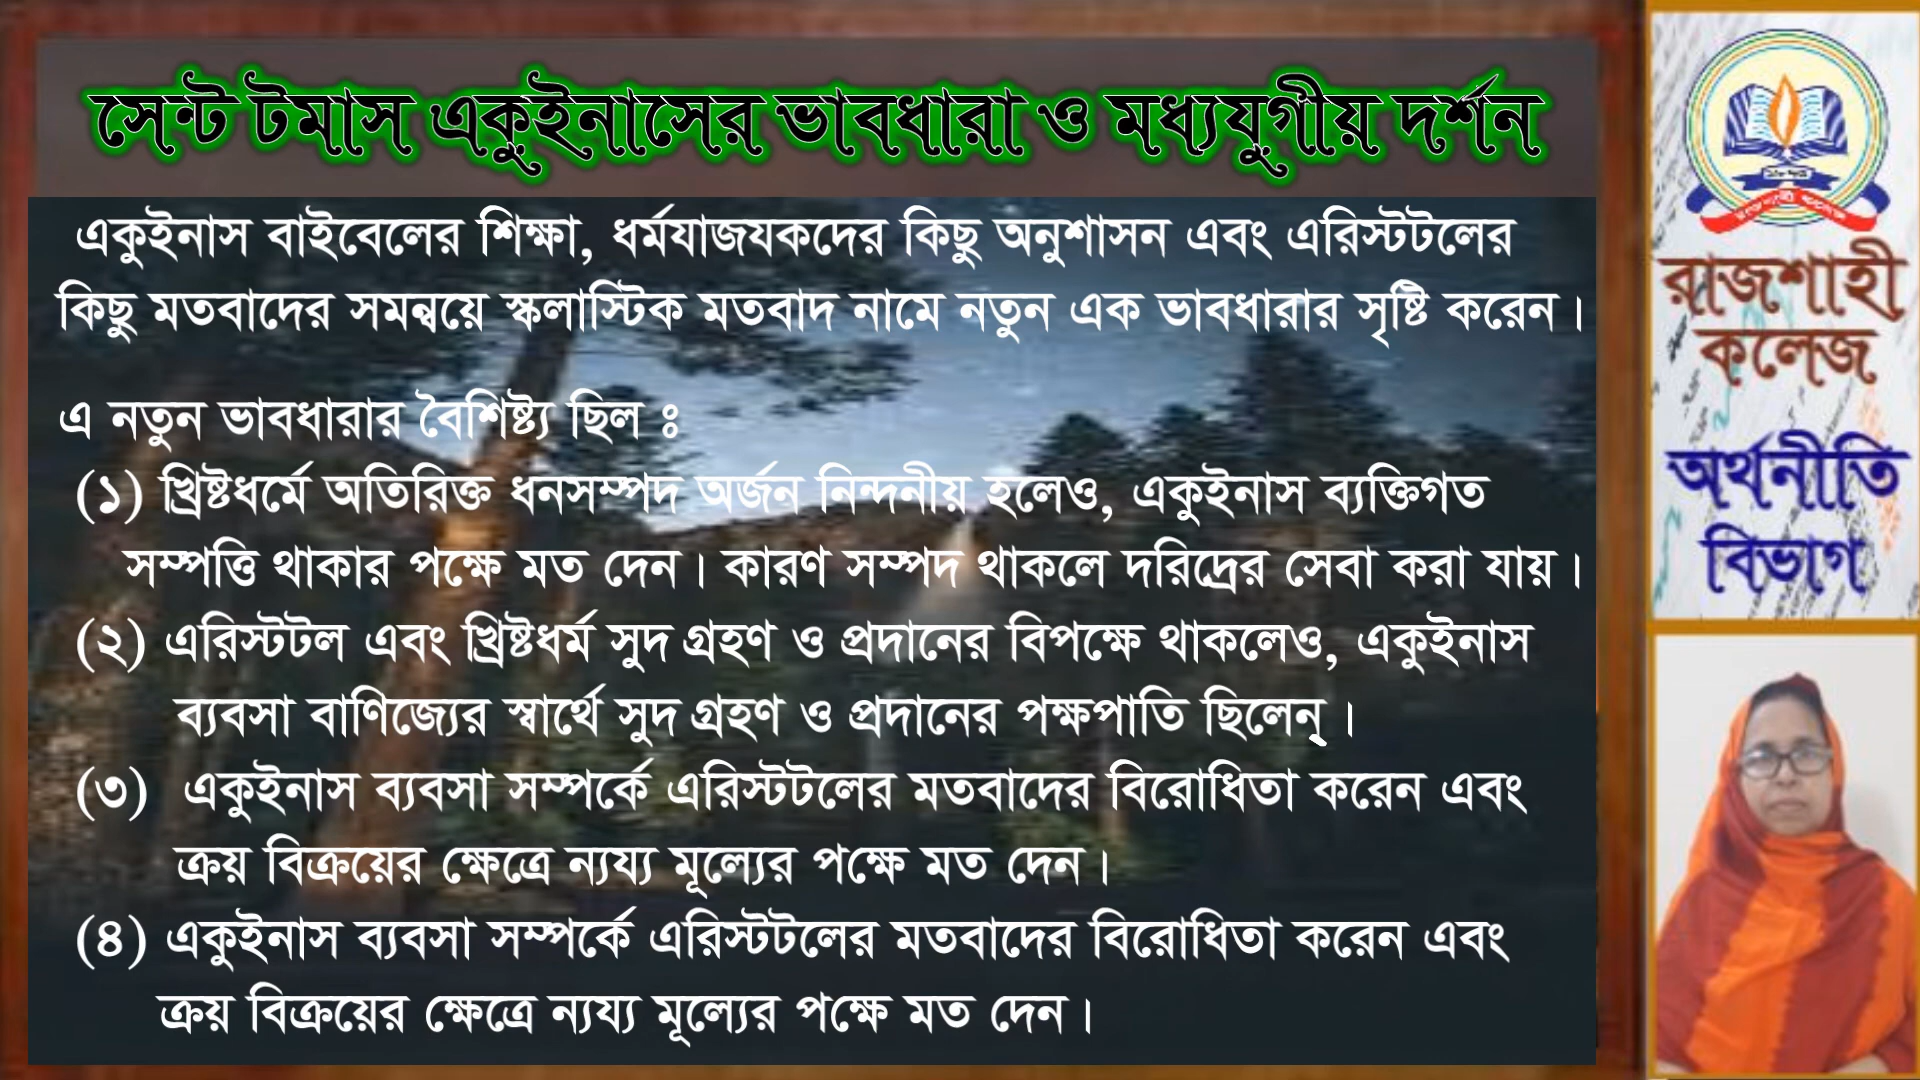 সেন্ট টমাস একুইনাসের ভাবধারা ও মধ্যযুগীয় দর্শন
একুইনাস বাইবেলের শিক্ষা, ধর্মযাজযকদের কিছু অনুশাসন এবং এরিস্টটলের
কিছু মতবাদের সমন্বয়ে স্কলাস্টিক মতবাদ নামে নতুন এক ভাবধারার সৃষ্টি করেন।
এ নতুন ভাবধারার বৈশিষ্ট্য ছিল ঃ
(১) খ্রিষ্টধর্মে অতিরিক্ত ধনসম্পদ অর্জন নিন্দনীয় হলেও, একুইনাস ব্যক্তিগত
সম্পত্তি থাকার পক্ষে মত দেন। কারণ সম্পদ থাকলে দরিদ্রের সেবা করা যায়।
(২) এরিস্টটল এবং খ্রিষ্টধর্ম সুদ গ্রহণ ও প্রদানের বিপক্ষে থাকলেও, একুইনাস
ব্যবসা বাণিজ্যের স্বার্থে সুদ গ্রহণ ও প্রদানের পক্ষপাতি ছিলেন্।
(৩) একুইনাস ব্যবসা সম্পর্কে এরিস্টটলের মতবাদের বিরোধিতা করেন এবং
ক্রয় বিক্রয়ের ক্ষেত্রে ন্যয্য মূল্যের পক্ষে মত দেন।
(৪) একুইনাস ব্যবসা সম্পর্কে এরিস্টটলের মতবাদের বিরোধিতা করেন এবং
ক্রয় বিক্রয়ের ক্ষেত্রে ন্যয্য মূল্যের পক্ষে মত দেন।
রাজশাহী
কলেজ
অর্থনীতি
বিভাগ